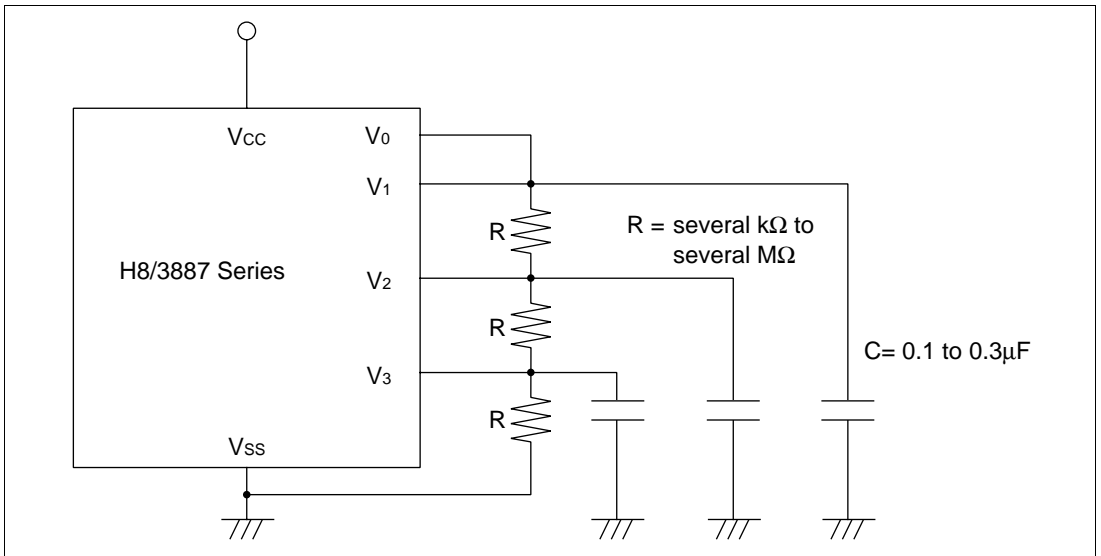 VCC
V0
V1
R
R = several kΩ to
several MΩ
H8/3887 Series
V2
R
C= 0.1 to 0.3μF
V3
R
VSS